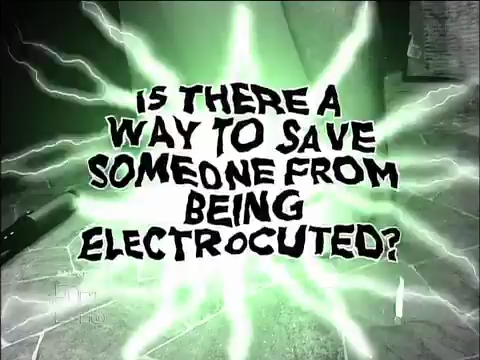 IS THERE A
WAY TO SAVE
SOMEONE FROM
BEING
ELECTROCUTED?